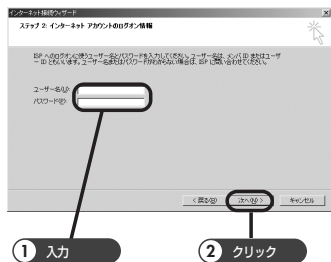 インターネット接続ウィザード
ステップ 2: インターネット アカウントのログオン情報
ISP へのログオンに使うユーザー名とパスワードを入力してください。ユーザー名は、メンバ ID またはユーザ
ー ID ともいいます。ユーザー名またはパスワードがわからない場合は、ISP に問い合わせてください。
ユーザー名(U):
パスワード(P):
< 戻る(B) 次へ(N) > キャンセル
1 入力 2 クリック